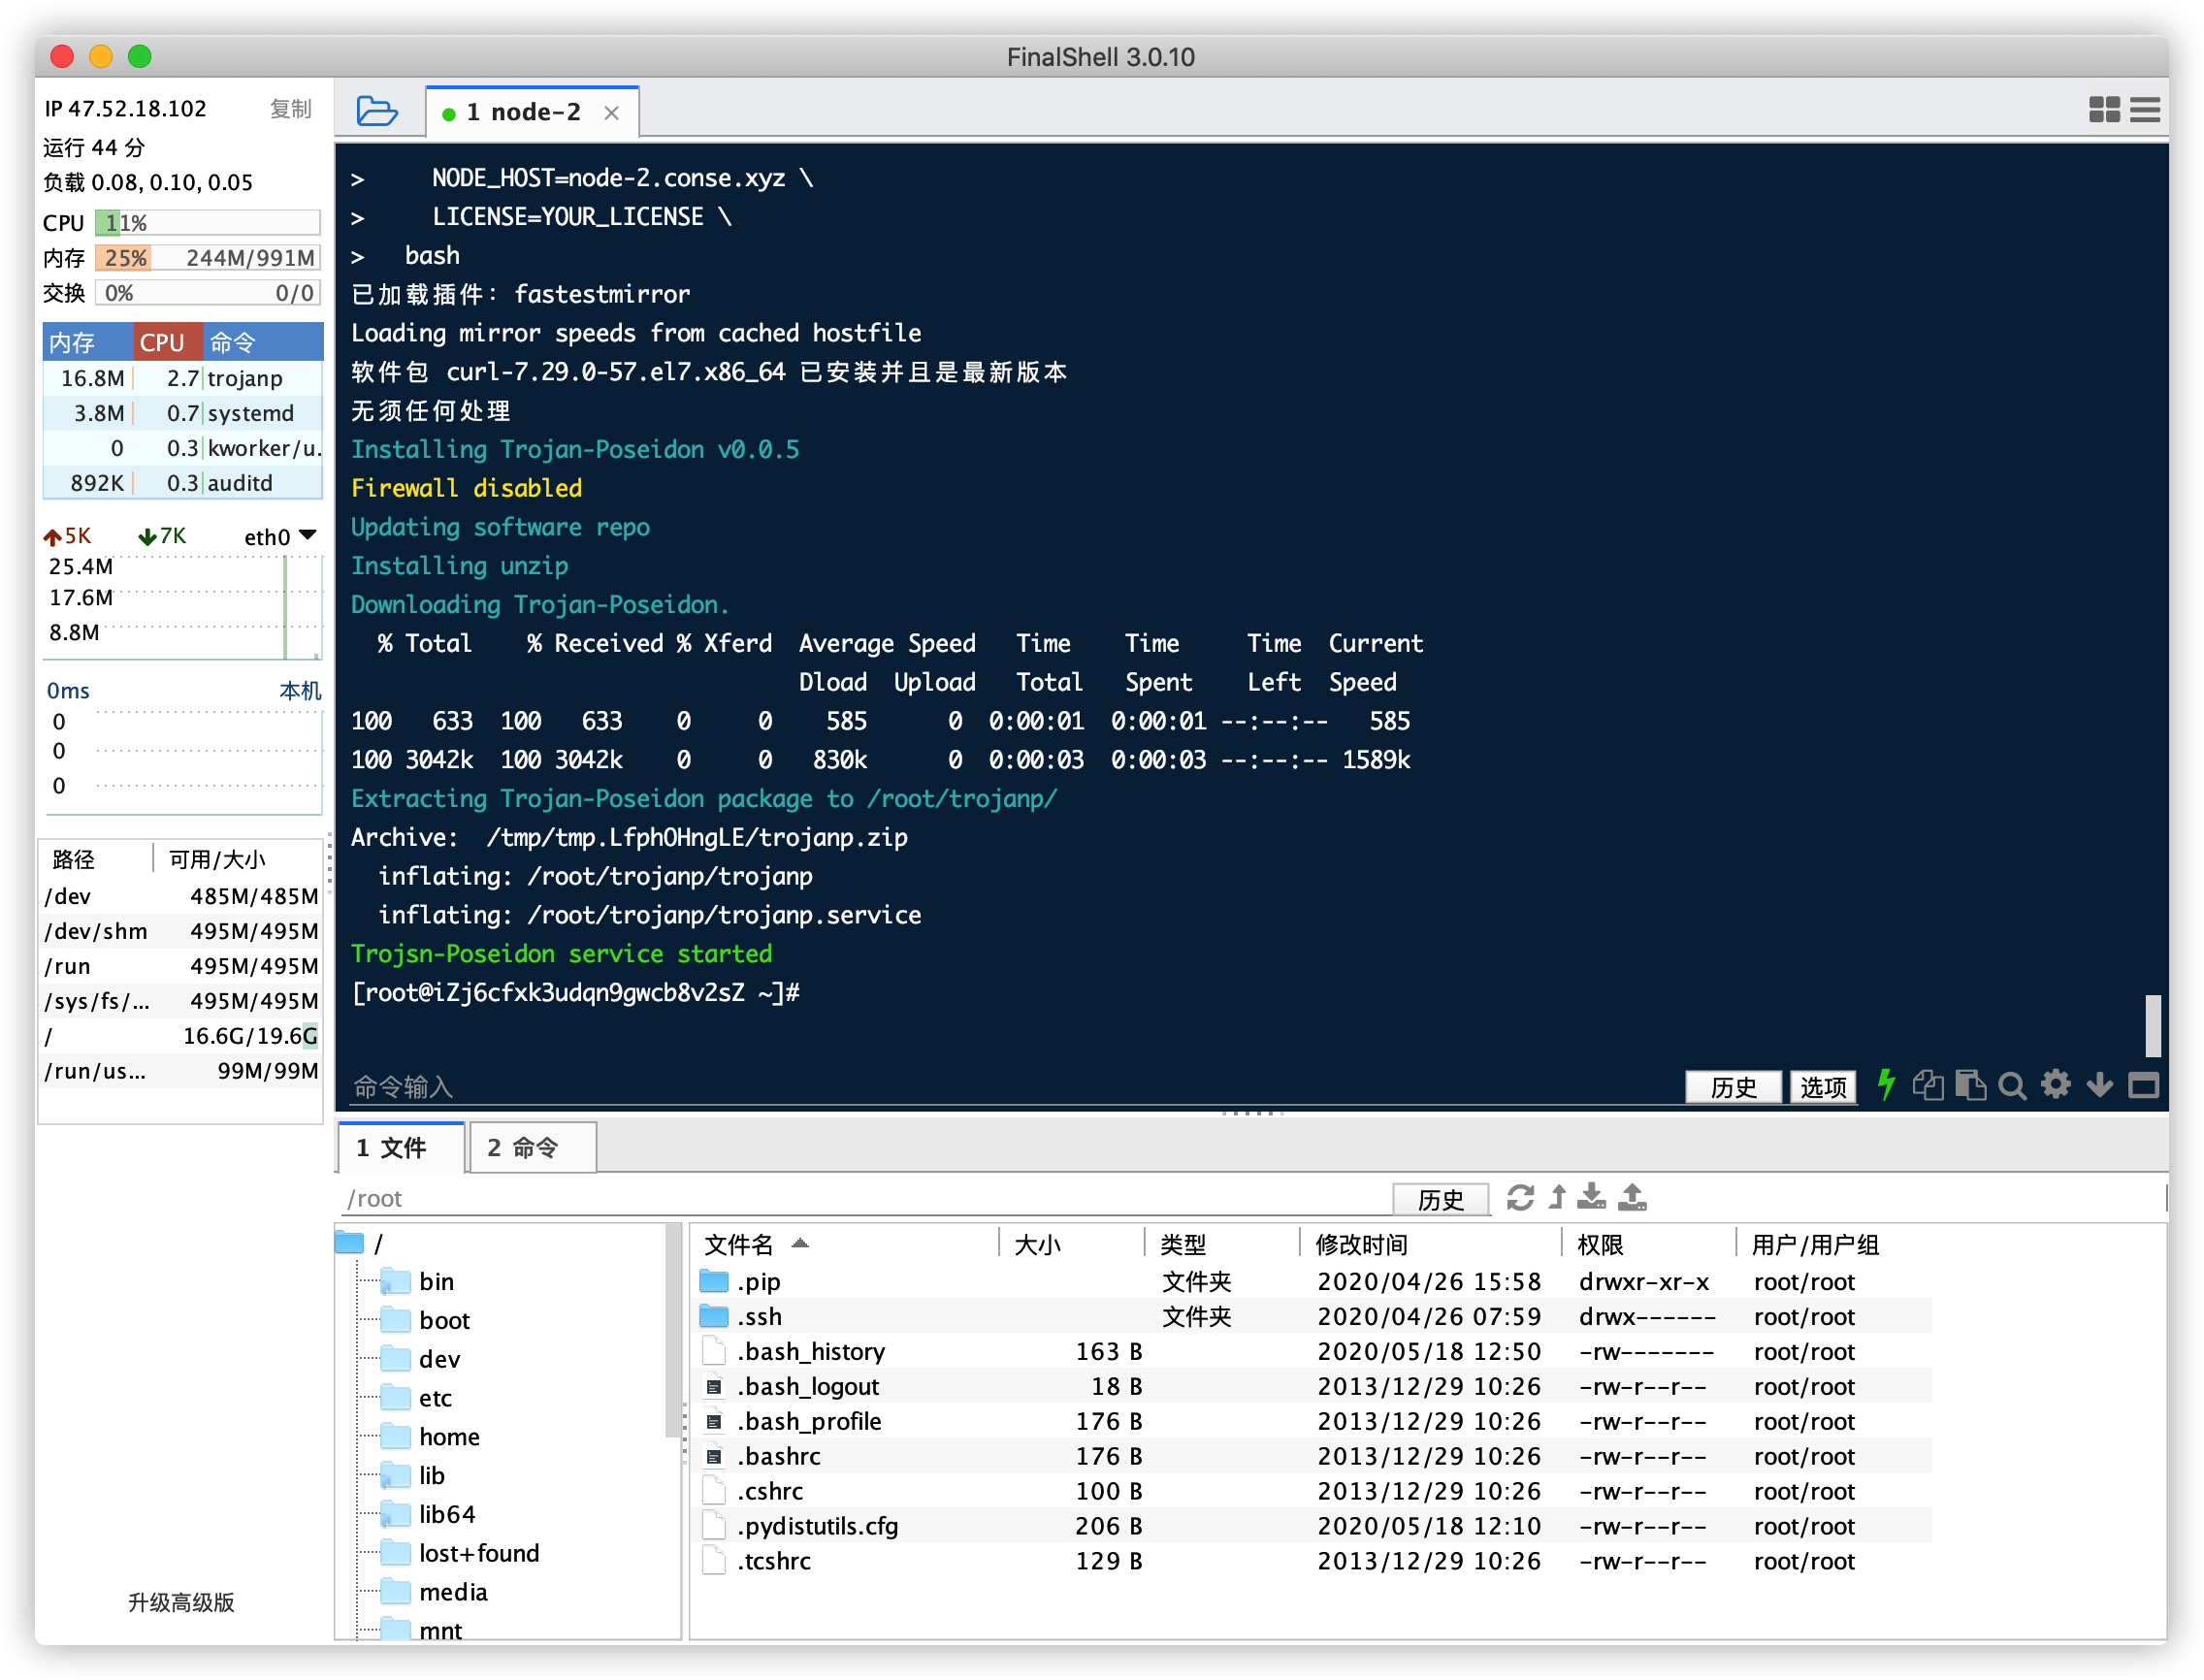 FinalShell 3.0.10
IP 47.52.18.102 复制
运行 44 分
负载 0.08, 0.10, 0.05
CPU 11%
内存 25% 244M/991M
交换 0% 0/0
内存 CPU 命令
16.8M 2.7 trojanp
3.8M 0.7 systemd
0 0.3 kworker/u.
892K 0.3 auditd
5K 7K eth0
25.4M
17.6M
8.8M
0ms 本机
0
0
0
路径 可用/大小
/dev 485M/485M
/dev/shm 495M/495M
/run 495M/495M
/sys/fs/... 495M/495M
/ 16.6G/19.6G
/run/us... 99M/99M
升级高级版
1 node-2
> NODE_HOST=node-2.conse.xyz \
> LICENSE=YOUR_LICENSE \
> bash
已加载插件：fastestmirror
Loading mirror speeds from cached hostfile
软件包 curl-7.29.0-57.el7.x86_64 已安装并且是最新版本
无须任何处理
Installing Trojan-Poseidon v0.0.5
Firewall disabled
Updating software repo
Installing unzip
Downloading Trojan-Poseidon.
% Total % Received % Xferd Average Speed Time Time Time Current
Dload Upload Total Spent Left Speed
100 633 100 633 0 0 585 0 0:00:01 0:00:01 --:--:-- 585
100 3042k 100 3042k 0 0 830k 0 0:00:03 0:00:03 --:--:-- 1589k
Extracting Trojan-Poseidon package to /root/trojanp/
Archive: /tmp/tmp.LfphOHngLE/trojanp.zip
inflating: /root/trojanp/trojanp
inflating: /root/trojanp/trojanp.service
Trojsn-Poseidon service started
[root@iZj6cfxk3udqn9gwcb8v2sZ ~]#
命令输入 历史 选项
1 文件 2 命令
/root 历史
/
bin
boot
dev
etc
home
lib
lib64
lost+found
media
mnt
文件名 大小 类型 修改时间 权限 用户/用户组
.pip 文件夹 2020/04/26 15:58 drwxr-xr-x root/root
.ssh 文件夹 2020/04/26 07:59 drwx------ root/root
.bash_history 163 B 2020/05/18 12:50 -rw------- root/root
.bash_logout 18 B 2013/12/29 10:26 -rw-r--r-- root/root
.bash_profile 176 B 2013/12/29 10:26 -rw-r--r-- root/root
.bashrc 176 B 2013/12/29 10:26 -rw-r--r-- root/root
.cshrc 100 B 2013/12/29 10:26 -rw-r--r-- root/root
.pydistutils.cfg 206 B 2020/05/18 12:10 -rw-r--r-- root/root
.tcshrc 129 B 2013/12/29 10:26 -rw-r--r-- root/root